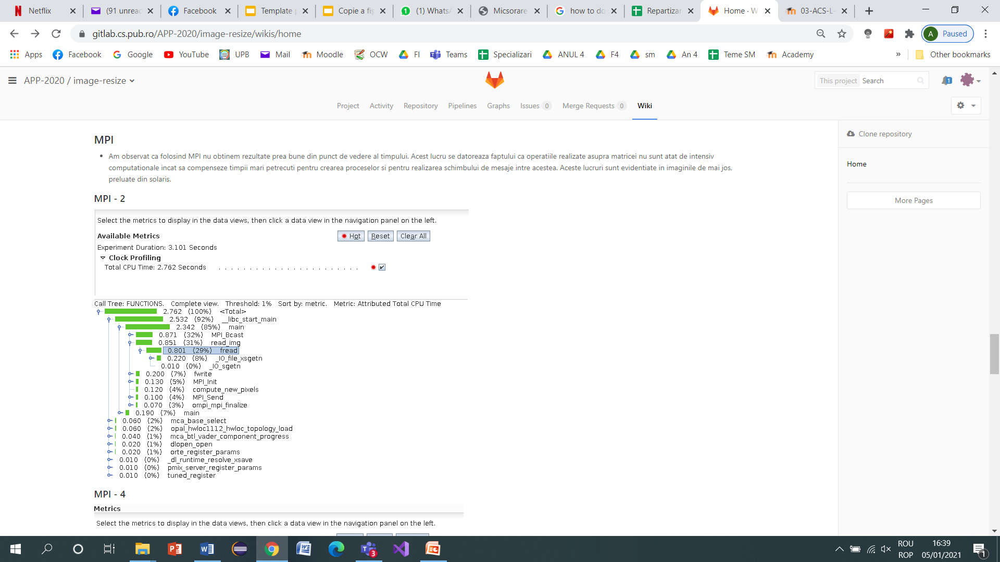 Netflix
(91 unread
Facebook
Template p
Copie a fiș
(1) WhatsA
Micsorare
how to do
Repartizar
Home · W
03-ACS-L-
gitlab.cs.pub.ro/APP-2020/image-resize/wikis/home
A Paused
Apps Facebook Google YouTube UPB Mail Moodle OCW FI Teams Specializari ANUL 4 F4 sm An 4 Teme SM Academy » Other bookmarks
APP-2020 / image-resize
This project Search
1
Project Activity Repository Pipelines Graphs Issues 0 Merge Requests 0 Wiki
Clone repository
Home
More Pages
MPI
Am observat ca folosind MPI nu obtinem rezultate prea bune din punct de vedere al timpului. Acest lucru se datoreaza faptului ca operatiile realizate asupra matricei nu sunt atat de intensiv
computationale incat sa compenseze timpii mari petrecuti pentru crearea proceselor si pentru realizarea schimbului de mesaje intre acestea. Aceste lucruri sunt evidentiate in imaginile de mai jos,
preluate din solaris.
MPI - 2
Select the metrics to display in the data views, then click a data view in the navigation panel on the left.
Available Metrics Hot Reset Clear All
Experiment Duration: 3.101 Seconds
Clock Profiling
Total CPU Time: 2.762 Seconds . . . . . . . . . . . . . . . . . . . . . . .
Call Tree: FUNCTIONS. Complete view. Threshold: 1% Sort by: metric. Metric: Attributed Total CPU Time
2.762 (100%) <Total>
2.532 (92%) __libc_start_main
2.342 (85%) main
0.871 (32%) MPI_Bcast
0.851 (31%) read_img
0.801 (29%) fread
0.220 (8%) _IO_file_xsgetn
0.010 (0%) _IO_sgetn
0.200 (7%) fwrite
0.130 (5%) MPI_Init
0.120 (4%) compute_new_pixels
0.100 (4%) MPI_Send
0.070 (3%) ompi_mpi_finalize
0.190 (7%) main
0.060 (2%) mca_base_select
0.060 (2%) opal_hwloc1112_hwloc_topology_load
0.040 (1%) mca_btl_vader_component_progress
0.020 (1%) dlopen_open
0.020 (1%) orte_register_params
0.010 (0%) _dl_runtime_resolve_xsave
0.010 (0%) pmix_server_register_params
0.010 (0%) tuned_register
MPI - 4
Metrics
Select the metrics to display in the data views, then click a data view in the navigation panel on the left.
3
ROU
ROP
16:39
05/01/2021
1